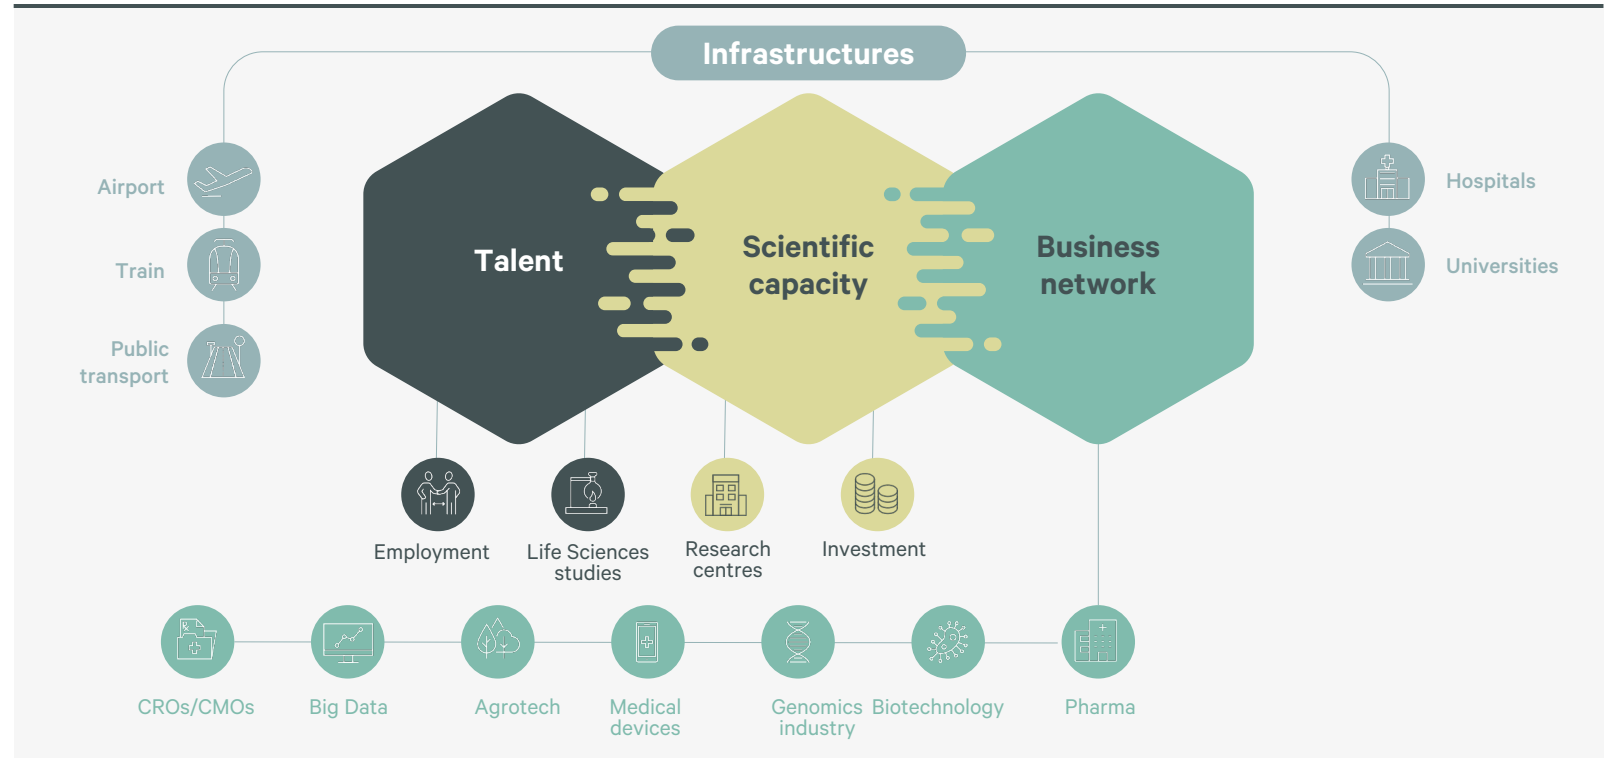 Infrastructures
Airport
Train
Public
transport
Talent
Scientific
capacity
Business
network
Hospitals
Universities
Employment
Life Sciences
studies
Research
centres
Investment
CROs/CMOs
Big Data
Agrotech
Medical
devices
Genomics
industry
Biotechnology
Pharma